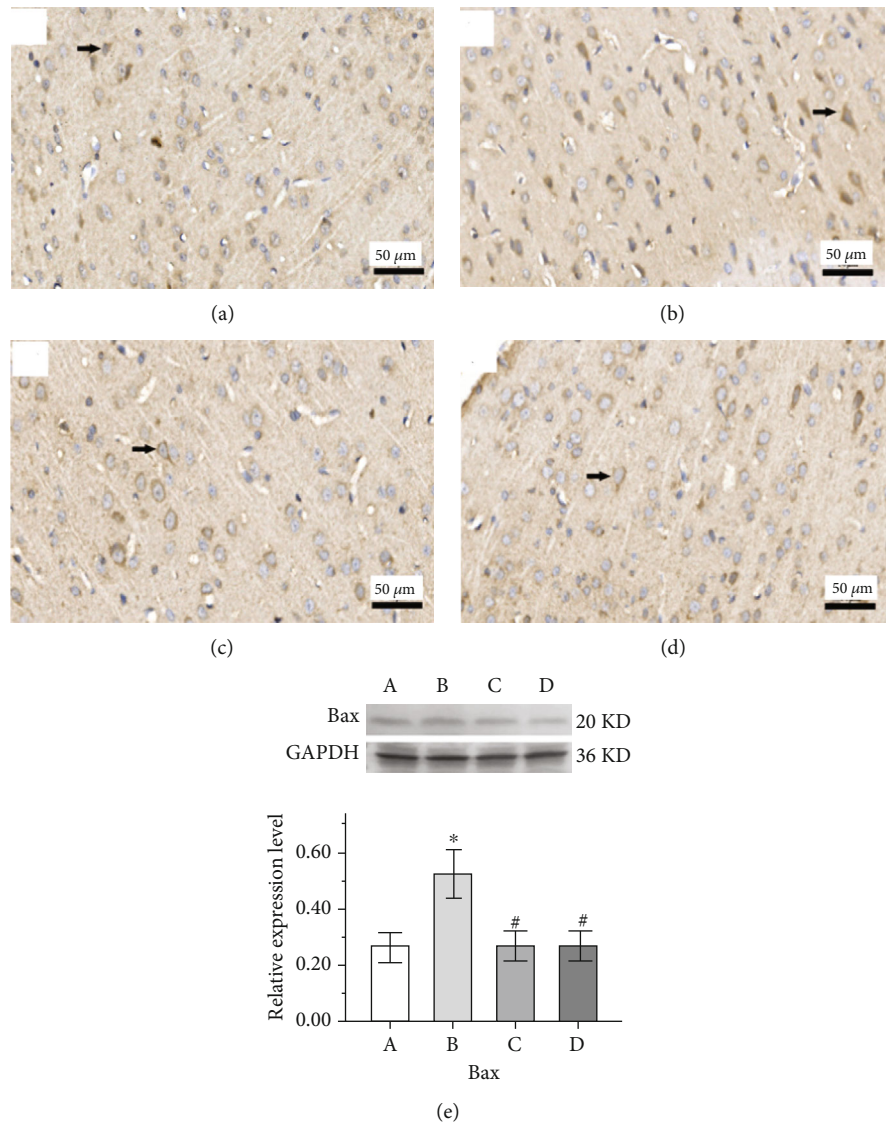 50 μm
50 μm
(a)
(b)
50 μm
50 μm
(c)
(d)
A B C D
Bax 20 KD
GAPDH 36 KD
Relative expression level
0.60
0.40
0.20
0.00
*
#
#
A B C D
Bax
(e)